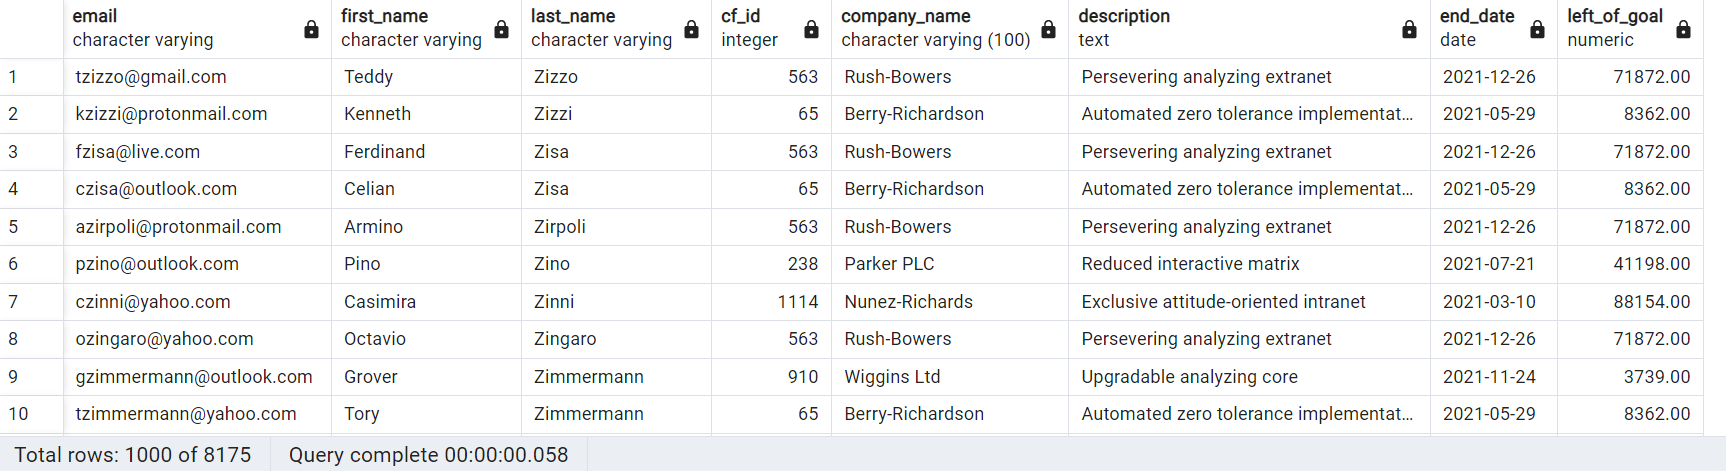 email first_name last_name cf_id company_name description end_date left_of_goal
character varying character varying character varying integer character varying (100) text date numeric
1 tzizzo@gmail.com Teddy Zizzo 563 Rush-Bowers Persevering analyzing extranet 2021-12-26 71872.00
2 kzizzi@protonmail.com Kenneth Zizzi 65 Berry-Richardson Automated zero tolerance implementat… 2021-05-29 8362.00
3 fzisa@live.com Ferdinand Zisa 563 Rush-Bowers Persevering analyzing extranet 2021-12-26 71872.00
4 czisa@outlook.com Celian Zisa 65 Berry-Richardson Automated zero tolerance implementat… 2021-05-29 8362.00
5 azirpoli@protonmail.com Armino Zirpoli 563 Rush-Bowers Persevering analyzing extranet 2021-12-26 71872.00
6 pzino@outlook.com Pino Zino 238 Parker PLC Reduced interactive matrix 2021-07-21 41198.00
7 czinni@yahoo.com Casimira Zinni 1114 Nunez-Richards Exclusive attitude-oriented intranet 2021-03-10 88154.00
8 ozingaro@yahoo.com Octavio Zingaro 563 Rush-Bowers Persevering analyzing extranet 2021-12-26 71872.00
9 gzimmermann@outlook.com Grover Zimmermann 910 Wiggins Ltd Upgradable analyzing core 2021-11-24 3739.00
10 tzimmermann@yahoo.com Tory Zimmermann 65 Berry-Richardson Automated zero tolerance implementat… 2021-05-29 8362.00
Total rows: 1000 of 8175 Query complete 00:00:00.058